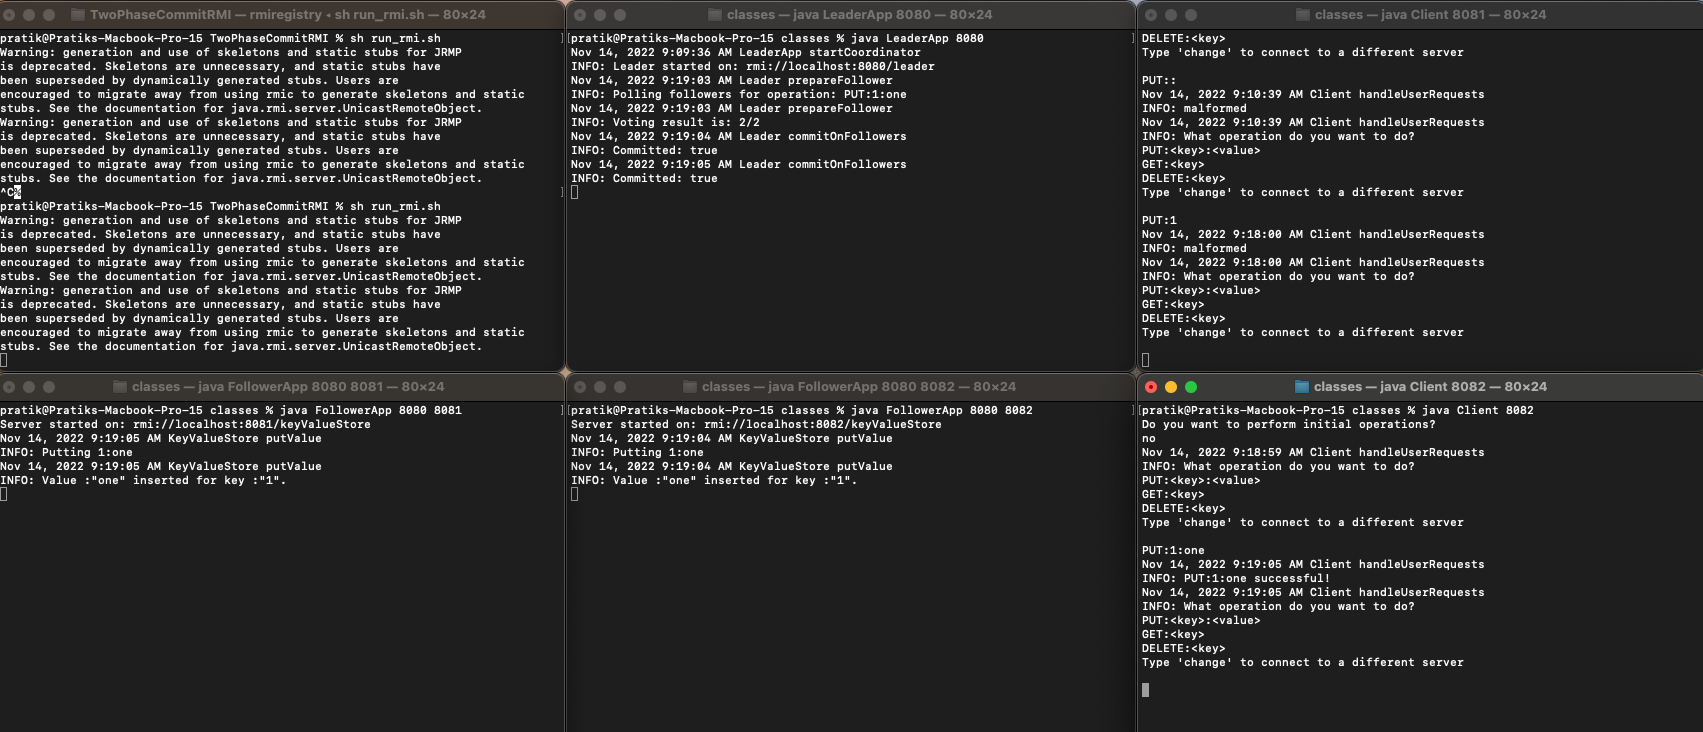 TwoPhaseCommitRMI — rmiregistry ◂ sh run_rmi.sh — 80×24
pratik@Pratiks-Macbook-Pro-15 TwoPhaseCommitRMI % sh run_rmi.sh
Warning: generation and use of skeletons and static stubs for JRMP
is deprecated. Skeletons are unnecessary, and static stubs have
been superseded by dynamically generated stubs. Users are
encouraged to migrate away from using rmic to generate skeletons and static
stubs. See the documentation for java.rmi.server.UnicastRemoteObject.
Warning: generation and use of skeletons and static stubs for JRMP
is deprecated. Skeletons are unnecessary, and static stubs have
been superseded by dynamically generated stubs. Users are
encouraged to migrate away from using rmic to generate skeletons and static
stubs. See the documentation for java.rmi.server.UnicastRemoteObject.
^C%
pratik@Pratiks-Macbook-Pro-15 TwoPhaseCommitRMI % sh run_rmi.sh
Warning: generation and use of skeletons and static stubs for JRMP
is deprecated. Skeletons are unnecessary, and static stubs have
been superseded by dynamically generated stubs. Users are
encouraged to migrate away from using rmic to generate skeletons and static
stubs. See the documentation for java.rmi.server.UnicastRemoteObject.
Warning: generation and use of skeletons and static stubs for JRMP
is deprecated. Skeletons are unnecessary, and static stubs have
been superseded by dynamically generated stubs. Users are
encouraged to migrate away from using rmic to generate skeletons and static
stubs. See the documentation for java.rmi.server.UnicastRemoteObject.
classes — java LeaderApp 8080 — 80×24
[pratik@Pratiks-Macbook-Pro-15 classes % java LeaderApp 8080
Nov 14, 2022 9:09:36 AM LeaderApp startCoordinator
INFO: Leader started on: rmi://localhost:8080/leader
Nov 14, 2022 9:19:03 AM Leader prepareFollower
INFO: Polling followers for operation: PUT:1:one
Nov 14, 2022 9:19:03 AM Leader prepareFollower
INFO: Voting result is: 2/2
Nov 14, 2022 9:19:04 AM Leader commitOnFollowers
INFO: Committed: true
Nov 14, 2022 9:19:05 AM Leader commitOnFollowers
INFO: Committed: true
classes — java Client 8081 — 80×24
DELETE:<key>
Type 'change' to connect to a different server

PUT::
Nov 14, 2022 9:10:39 AM Client handleUserRequests
INFO: malformed
Nov 14, 2022 9:10:39 AM Client handleUserRequests
INFO: What operation do you want to do?
PUT:<key>:<value>
GET:<key>
DELETE:<key>
Type 'change' to connect to a different server

PUT:1
Nov 14, 2022 9:18:00 AM Client handleUserRequests
INFO: malformed
Nov 14, 2022 9:18:00 AM Client handleUserRequests
INFO: What operation do you want to do?
PUT:<key>:<value>
GET:<key>
DELETE:<key>
Type 'change' to connect to a different server
classes — java FollowerApp 8080 8081 — 80×24
pratik@Pratiks-Macbook-Pro-15 classes % java FollowerApp 8080 8081
Server started on: rmi://localhost:8081/keyValueStore
Nov 14, 2022 9:19:05 AM KeyValueStore putValue
INFO: Putting 1:one
Nov 14, 2022 9:19:05 AM KeyValueStore putValue
INFO: Value :"one" inserted for key :"1".
classes — java FollowerApp 8080 8082 — 80×24
[pratik@Pratiks-Macbook-Pro-15 classes % java FollowerApp 8080 8082
Server started on: rmi://localhost:8082/keyValueStore
Nov 14, 2022 9:19:04 AM KeyValueStore putValue
INFO: Putting 1:one
Nov 14, 2022 9:19:04 AM KeyValueStore putValue
INFO: Value :"one" inserted for key :"1".
classes — java Client 8082 — 80×24
[pratik@Pratiks-Macbook-Pro-15 classes % java Client 8082
Do you want to perform initial operations?
no
Nov 14, 2022 9:18:59 AM Client handleUserRequests
INFO: What operation do you want to do?
PUT:<key>:<value>
GET:<key>
DELETE:<key>
Type 'change' to connect to a different server

PUT:1:one
Nov 14, 2022 9:19:05 AM Client handleUserRequests
INFO: PUT:1:one successful!
Nov 14, 2022 9:19:05 AM Client handleUserRequests
INFO: What operation do you want to do?
PUT:<key>:<value>
GET:<key>
DELETE:<key>
Type 'change' to connect to a different server